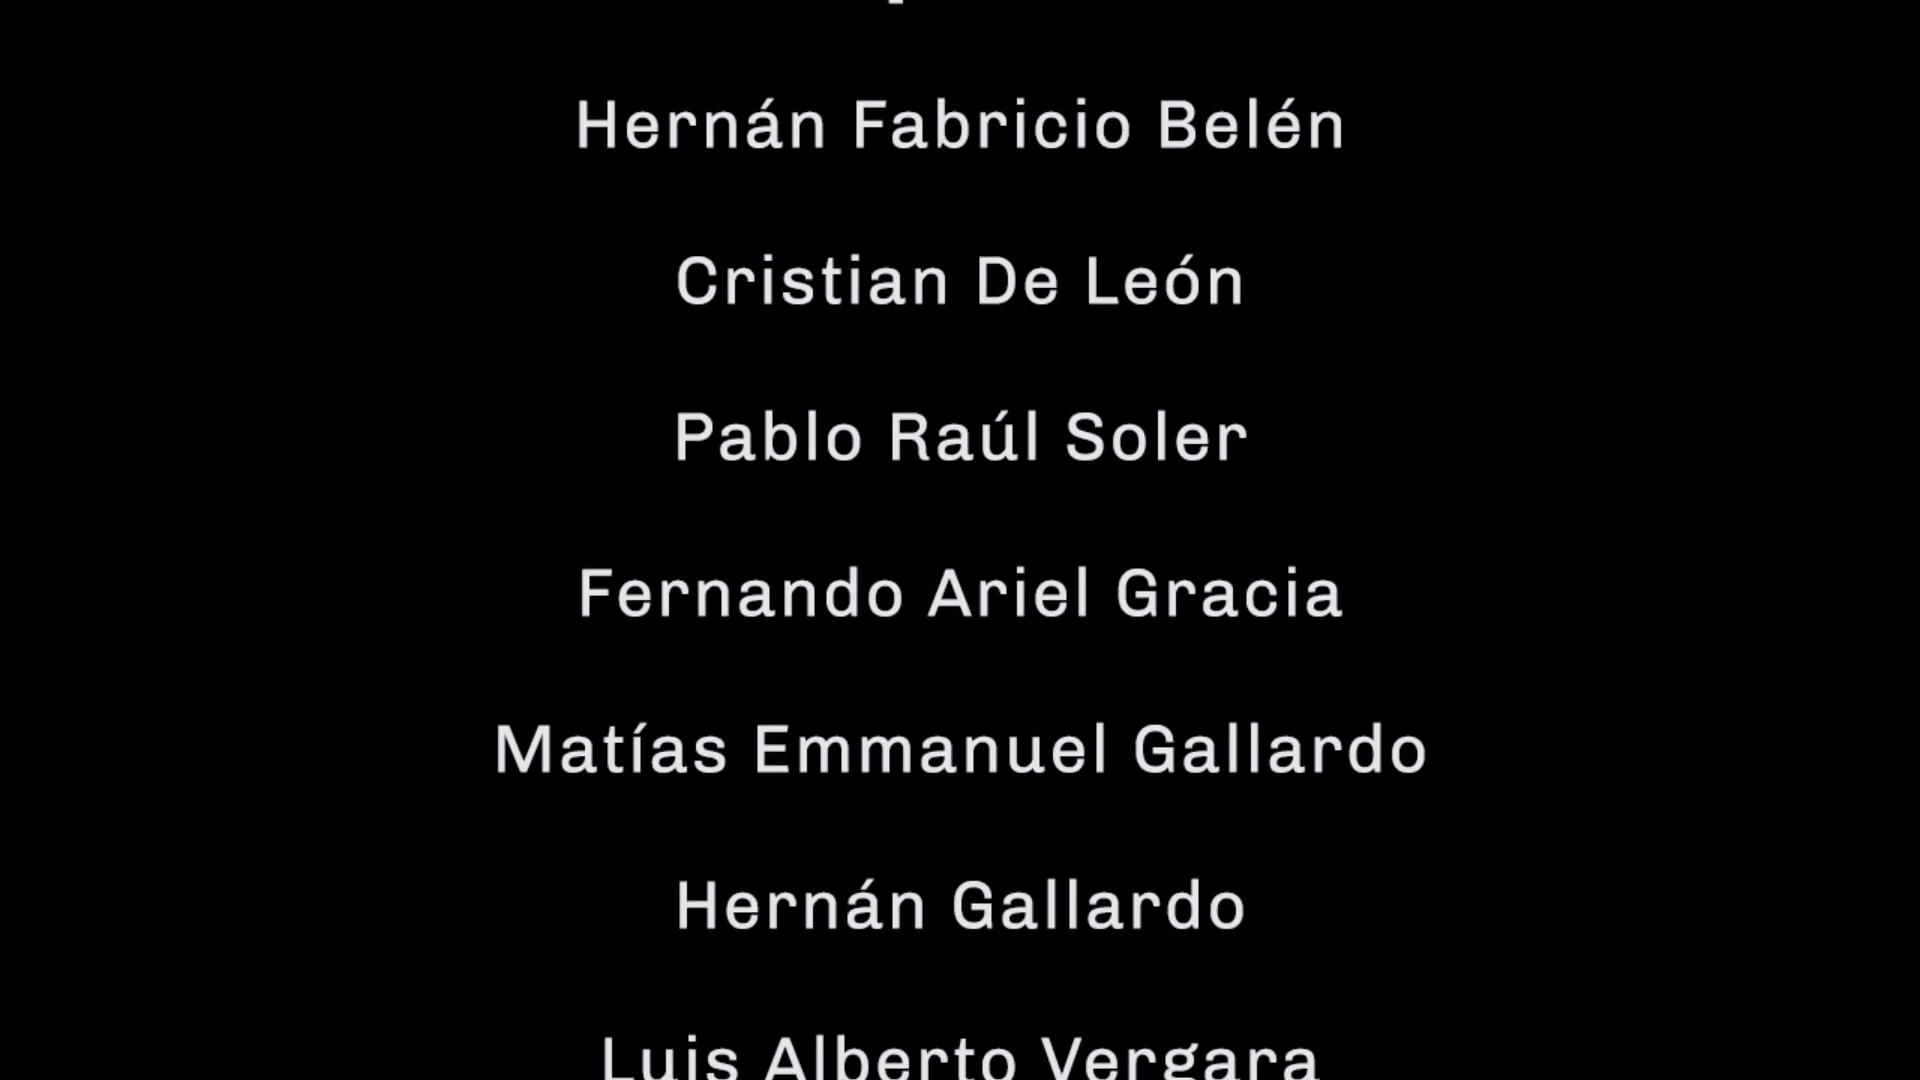 Hernán Fabricio Belén
Cristian De León
Pablo Raúl Soler
Fernando Ariel Gracia
Matías Emmanuel Gallardo
Hernán Gallardo
Luis Alberto Vergara